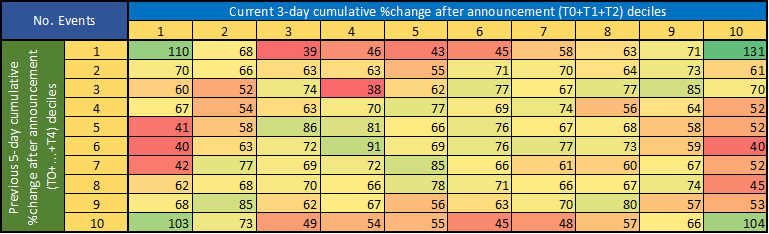 No. Events
Current 3-day cumulative %change after announcement (T0+T1+T2) deciles
1 2 3 4 5 6 7 8 9 10
Previous 5-day cumulative
%change after announcement
(T0+...+T4) deciles
1 110 68 39 46 43 45 58 63 71 131
2 70 66 63 63 55 71 70 64 73 61
3 60 52 74 38 62 77 67 77 85 70
4 67 54 63 70 77 69 74 56 64 52
5 41 58 86 81 66 76 67 68 58 52
6 40 63 72 91 69 76 77 73 59 40
7 42 77 69 72 85 66 61 60 67 52
8 62 68 70 66 78 71 66 67 74 45
9 68 85 62 67 56 63 70 80 57 53
10 103 73 49 54 55 45 48 57 66 104